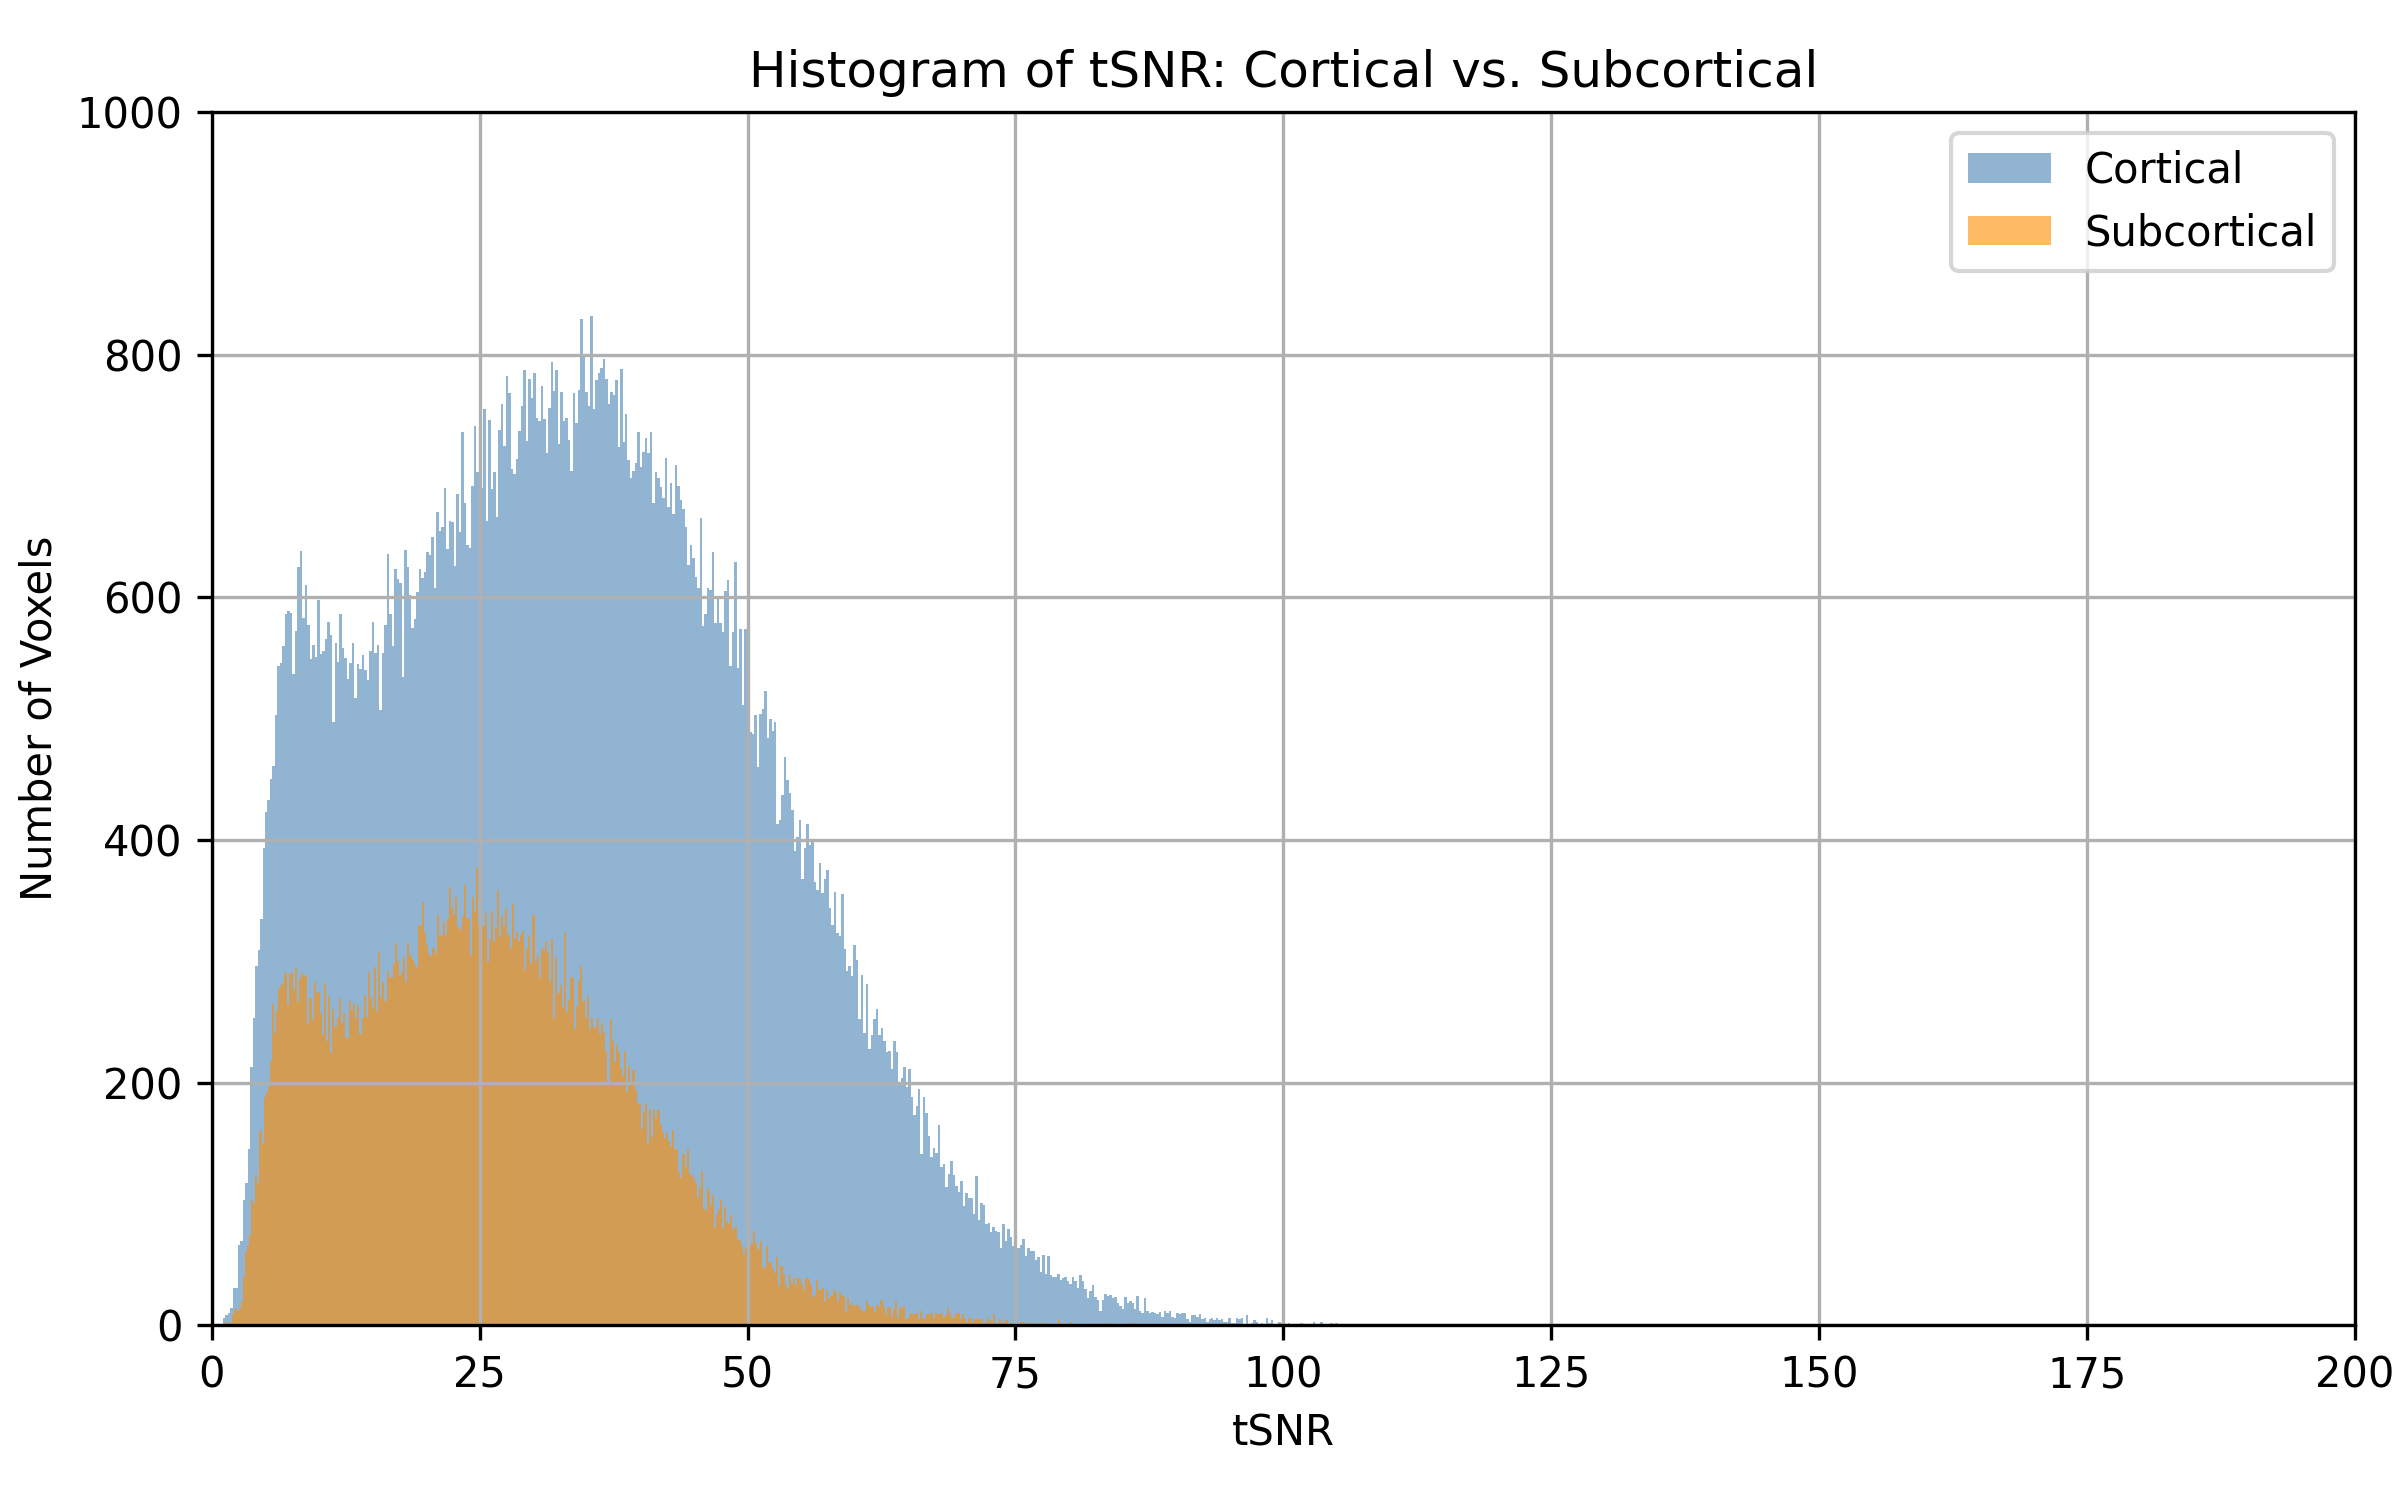 Histogram of tSNR: Cortical vs. Subcortical
1000
800
600
400
200
0
Number of Voxels
Cortical
Subcortical
0 25 50 75 100 125 150 175 200
tSNR